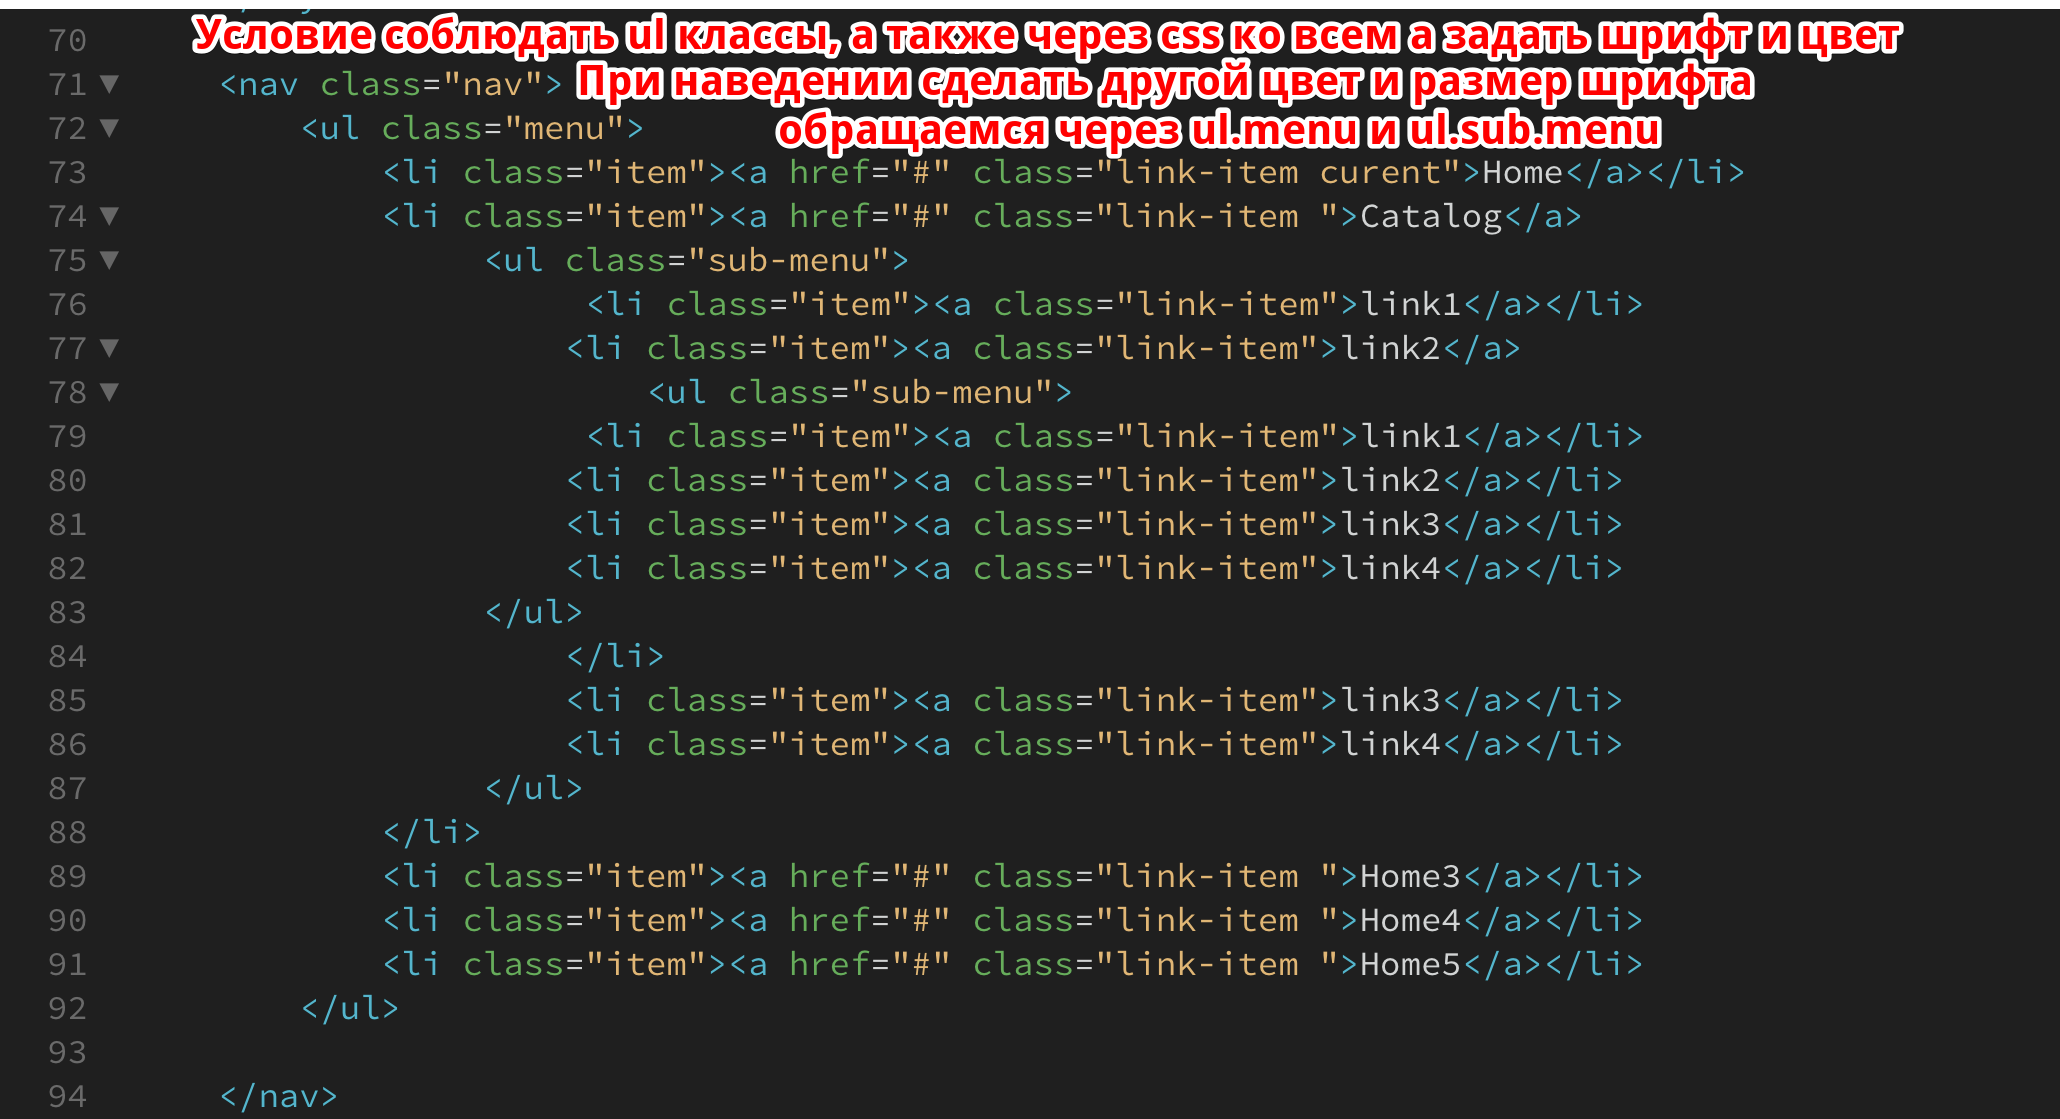 70 Условие соблюдать ul классы, а также через css ко всем а задать шрифт и цвет
71 ▼ <nav class="nav"> При наведении сделать другой цвет и размер шрифта
72 ▼ <ul class="menu"> обращаемся через ul.menu и ul.sub.menu
73 <li class="item"><a href="#" class="link-item curent">Home</a></li>
74 ▼ <li class="item"><a href="#" class="link-item ">Catalog</a>
75 ▼ <ul class="sub-menu">
76 <li class="item"><a class="link-item">link1</a></li>
77 ▼ <li class="item"><a class="link-item">link2</a>
78 ▼ <ul class="sub-menu">
79 <li class="item"><a class="link-item">link1</a></li>
80 <li class="item"><a class="link-item">link2</a></li>
81 <li class="item"><a class="link-item">link3</a></li>
82 <li class="item"><a class="link-item">link4</a></li>
83 </ul>
84 </li>
85 <li class="item"><a class="link-item">link3</a></li>
86 <li class="item"><a class="link-item">link4</a></li>
87 </ul>
88 </li>
89 <li class="item"><a href="#" class="link-item ">Home3</a></li>
90 <li class="item"><a href="#" class="link-item ">Home4</a></li>
91 <li class="item"><a href="#" class="link-item ">Home5</a></li>
92 </ul>
93
94 </nav>